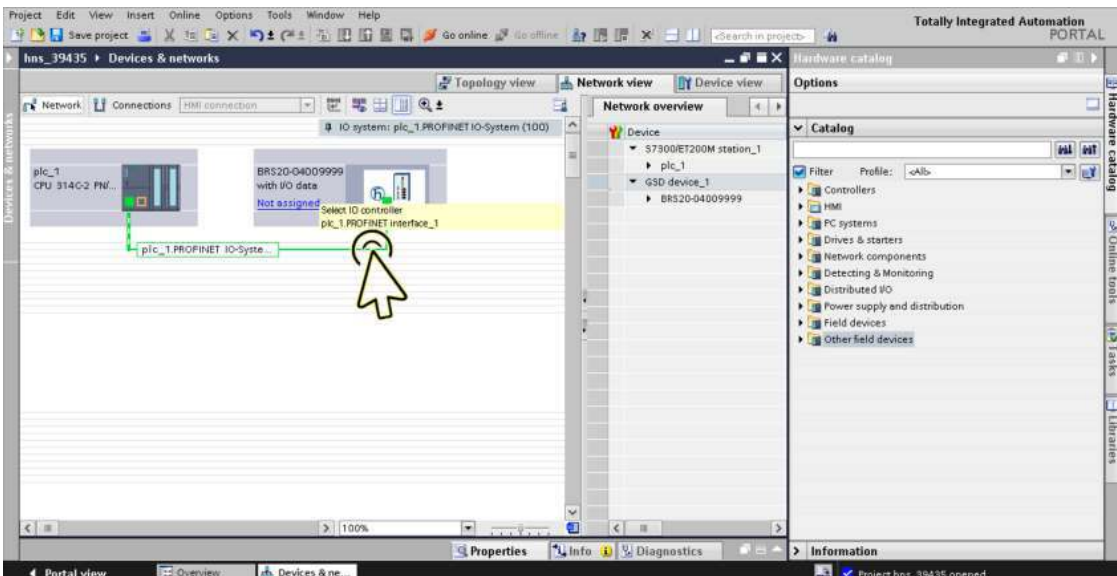 Project Edit View Insert Online Options Tools Window Help
Totally Integrated Automation
PORTAL
Save project
Go online
Go offline
<Search in project>
hns_39435 ▸ Devices & networks
Hardware catalog
Topology view
Network view
Device view
Options
Network
Connections
HMI connection
Network overview
IO system: plc_1.PROFINET IO-System (100)
Catalog
Device
S7300/ET200M station_1
plc_1
GSD device_1
BRS20-04009999
plc_1
CPU 314C-2 PN/...
BRS20-04009999
with I/O data
Not assigned
Select IO controller
plc_1.PROFINET interface_1
plc_1.PROFINET IO-Syste...
Filter
Profile:
<All>
Controllers
HMI
PC systems
Drives & starters
Network components
Detecting & Monitoring
Distributed I/O
Power supply and distribution
Field devices
Other field devices
Devices & networks
Hardware catalog
Online tools
Tasks
Libraries
100%
Properties
Info
Diagnostics
Information
Portal view
Overview
Devices & ne...
Project hns_39435 opened.